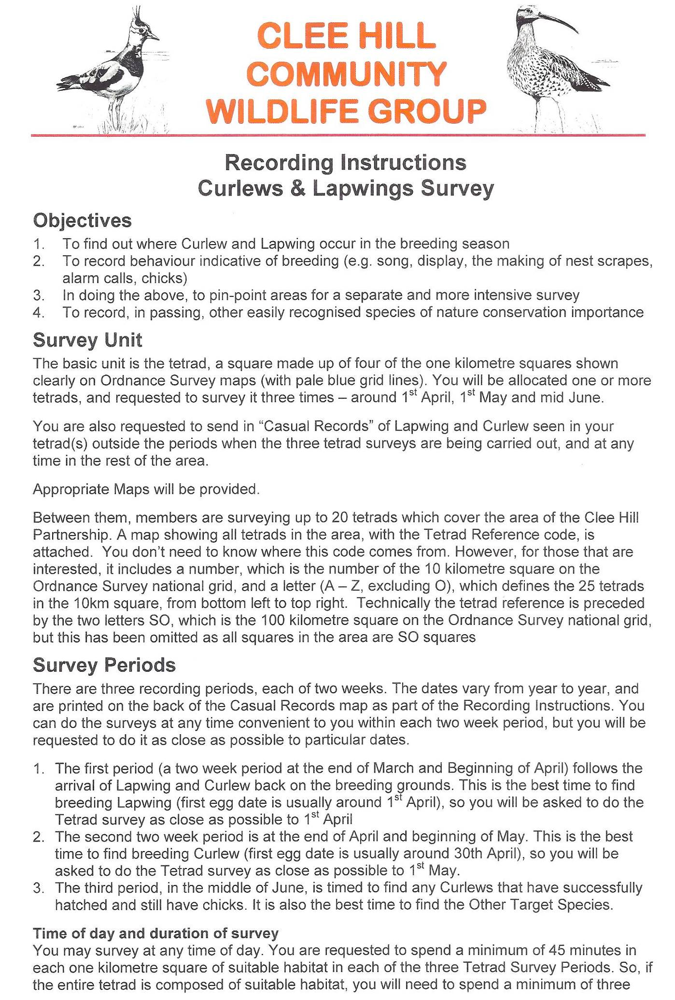 CLEE HILL
COMMUNITY
WILDLIFE GROUP
Recording Instructions
Curlews & Lapwings Survey
Objectives
1. To find out where Curlew and Lapwing occur in the breeding season
2. To record behaviour indicative of breeding (e.g. song, display, the making of nest scrapes,
alarm calls, chicks)
3. In doing the above, to pin-point areas for a separate and more intensive survey
4. To record, in passing, other easily recognised species of nature conservation importance
Survey Unit
The basic unit is the tetrad, a square made up of four of the one kilometre squares shown
clearly on Ordnance Survey maps (with pale blue grid lines). You will be allocated one or more
tetrads, and requested to survey it three times – around 1st April, 1st May and mid June.
You are also requested to send in “Casual Records” of Lapwing and Curlew seen in your
tetrad(s) outside the periods when the three tetrad surveys are being carried out, and at any
time in the rest of the area.
Appropriate Maps will be provided.
Between them, members are surveying up to 20 tetrads which cover the area of the Clee Hill
Partnership. A map showing all tetrads in the area, with the Tetrad Reference code, is
attached. You don’t need to know where this code comes from. However, for those that are
interested, it includes a number, which is the number of the 10 kilometre square on the
Ordnance Survey national grid, and a letter (A – Z, excluding O), which defines the 25 tetrads
in the 10km square, from bottom left to top right. Technically the tetrad reference is preceded
by the two letters SO, which is the 100 kilometre square on the Ordnance Survey national grid,
but this has been omitted as all squares in the area are SO squares
Survey Periods
There are three recording periods, each of two weeks. The dates vary from year to year, and
are printed on the back of the Casual Records map as part of the Recording Instructions. You
can do the surveys at any time convenient to you within each two week period, but you will be
requested to do it as close as possible to particular dates.
1. The first period (a two week period at the end of March and Beginning of April) follows the
arrival of Lapwing and Curlew back on the breeding grounds. This is the best time to find
breeding Lapwing (first egg date is usually around 1st April), so you will be asked to do the
Tetrad survey as close as possible to 1st April
2. The second two week period is at the end of April and beginning of May. This is the best
time to find breeding Curlew (first egg date is usually around 30th April), so you will be
asked to do the Tetrad survey as close as possible to 1st May.
3. The third period, in the middle of June, is timed to find any Curlews that have successfully
hatched and still have chicks. It is also the best time to find the Other Target Species.
Time of day and duration of survey
You may survey at any time of day. You are requested to spend a minimum of 45 minutes in
each one kilometre square of suitable habitat in each of the three Tetrad Survey Periods. So, if
the entire tetrad is composed of suitable habitat, you will need to spend a minimum of three